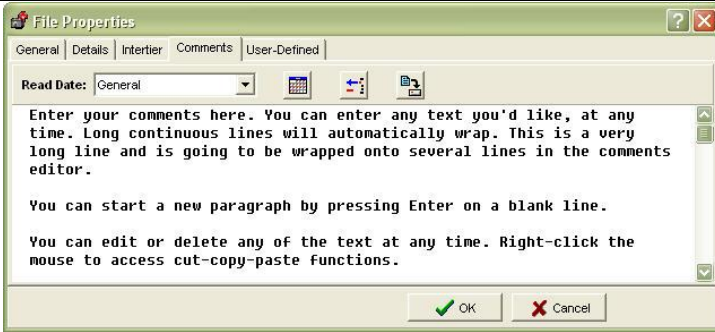 File Properties
General Details Intertier Comments User-Defined
Read Date: General
Enter your comments here. You can enter any text you'd like, at any
time. Long continuous lines will automatically wrap. This is a very
long line and is going to be wrapped onto several lines in the comments
editor.
You can start a new paragraph by pressing Enter on a blank line.
You can edit or delete any of the text at any time. Right-click the
mouse to access cut-copy-paste functions.
OK Cancel